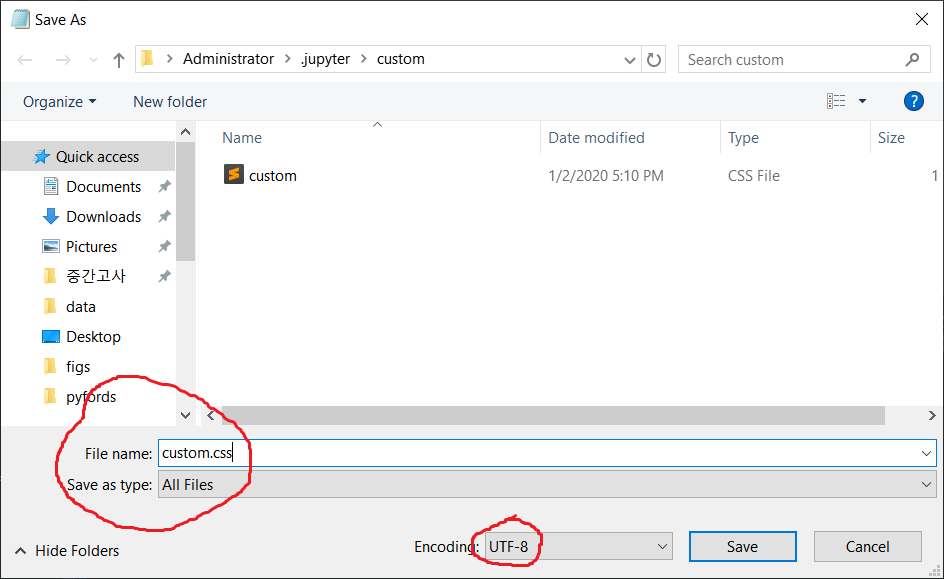 Save As
Administrator > .jupyter > custom
Search custom
Organize
New folder
?
Name
Date modified
Type
Size
Quick access
Documents
Downloads
Pictures
중간고사
data
Desktop
figs
pyfords
custom
1/2/2020 5:10 PM
CSS File
1
File name: custom.css
Save as type: All Files
Hide Folders
Encoding: UTF-8
Save
Cancel